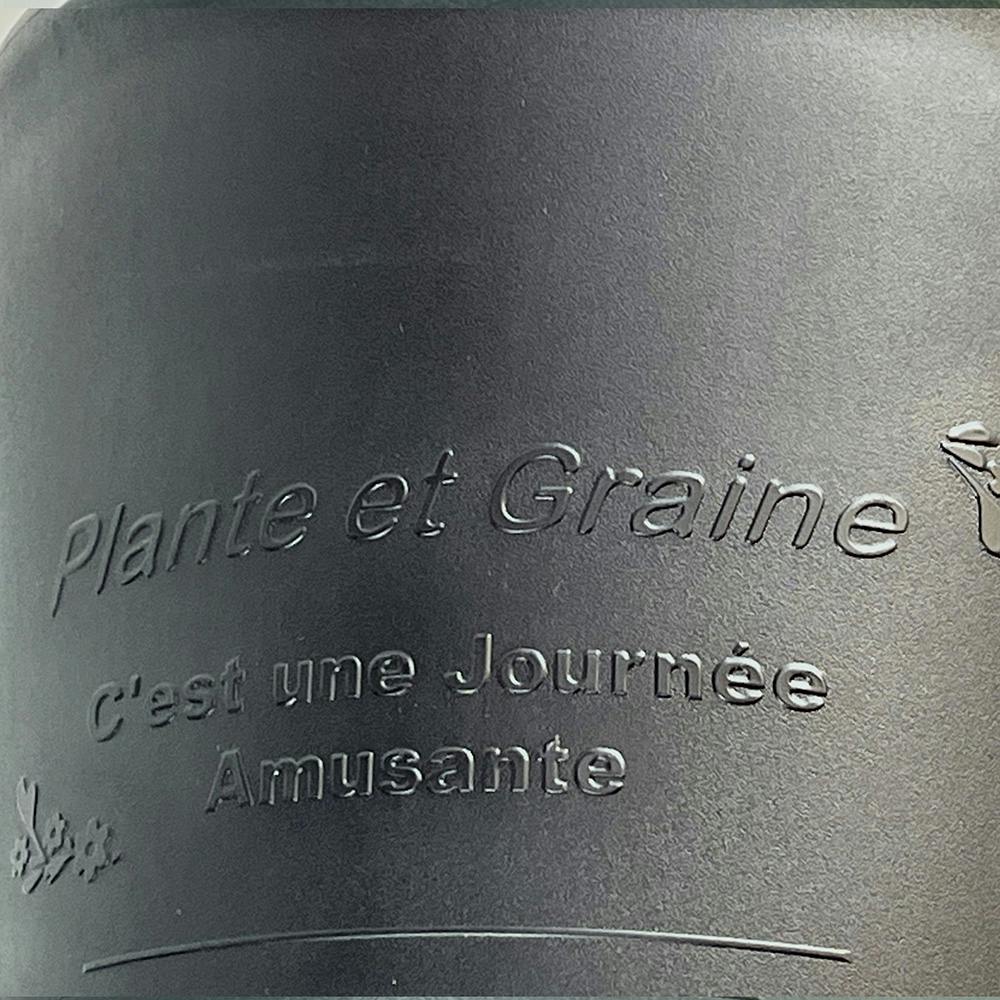 Plante et Graine
C'est une Journée
Amusante